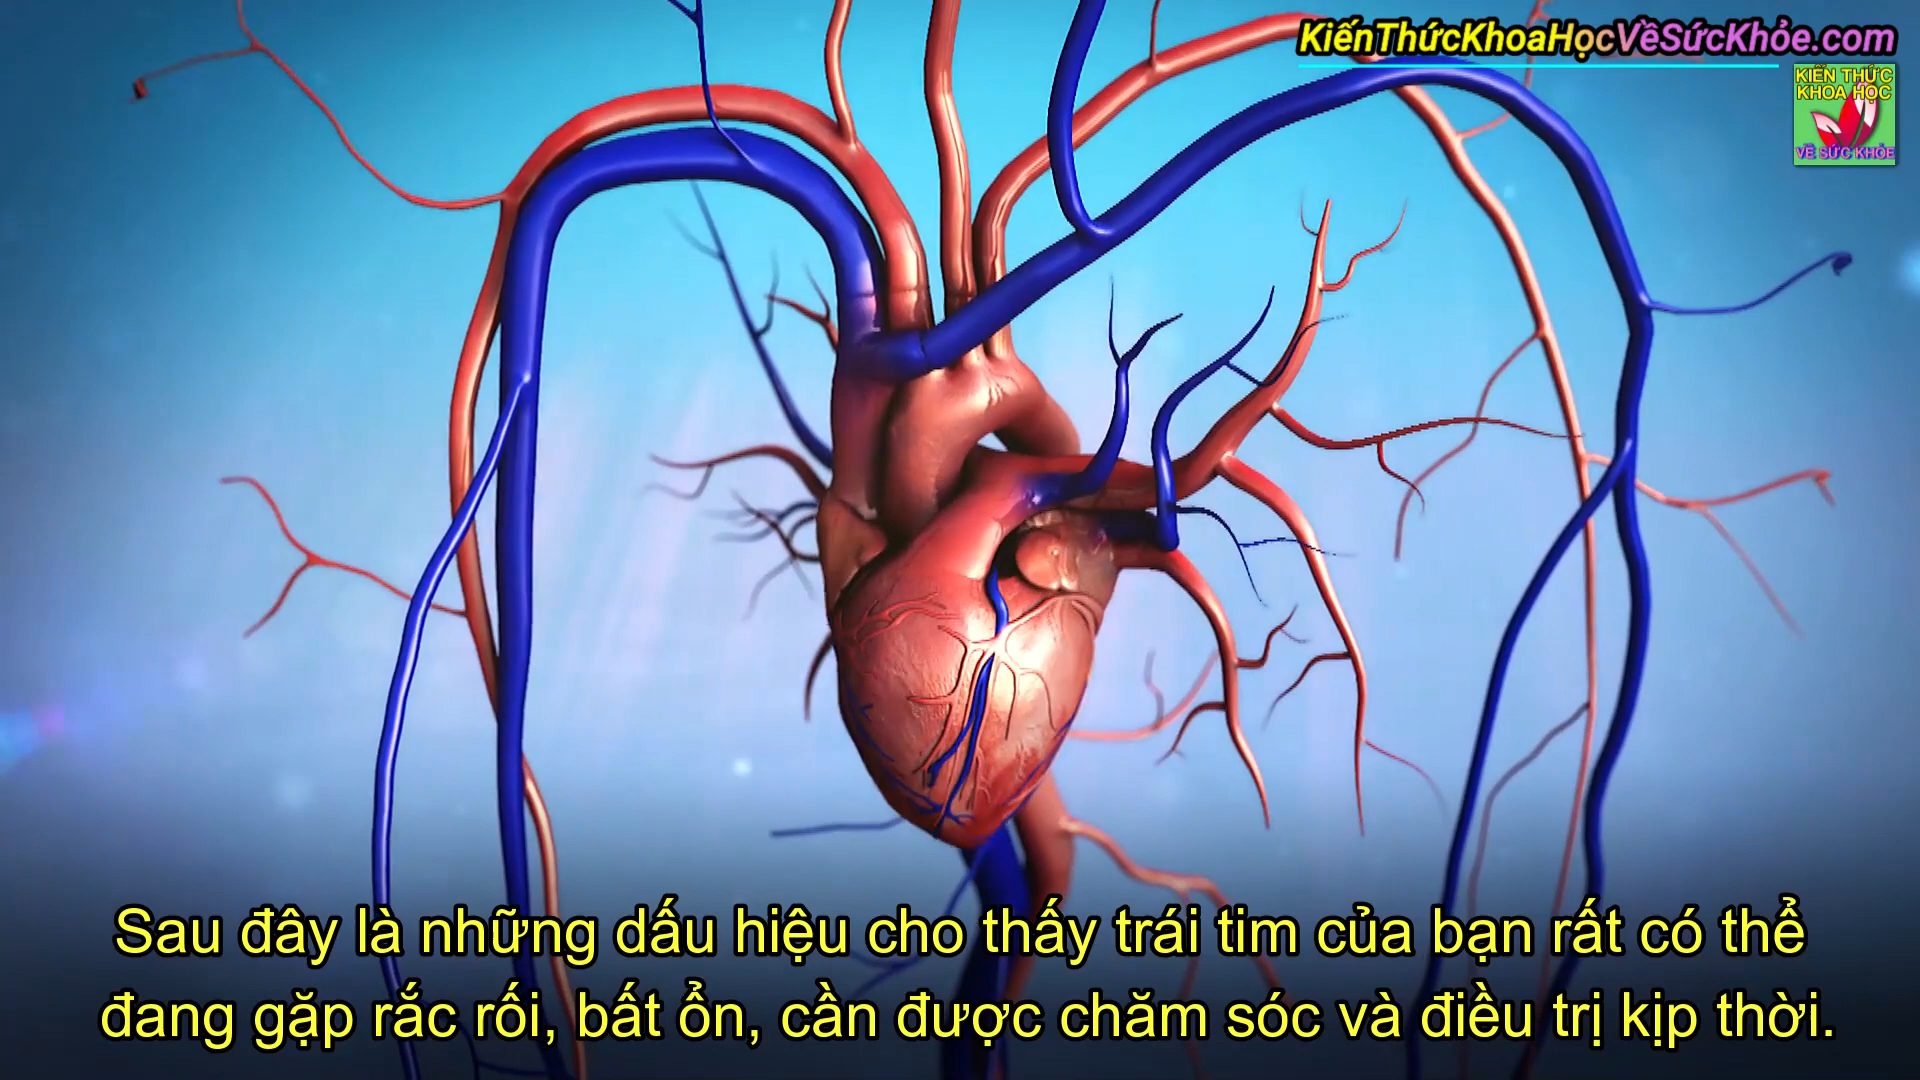 KiếnThứcKhoaHọcVềSứcKhỏe.com
KIẾN THỨC
KHOA HỌC
VỀ SỨC KHỎE
Sau đây là những dấu hiệu cho thấy trái tim của bạn rất có thể
đang gặp rắc rối, bất ổn, cần được chăm sóc và điều trị kịp thời.